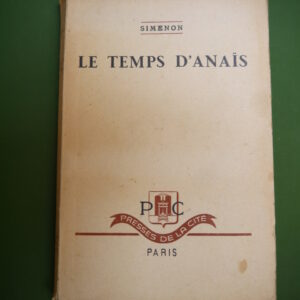 SIMENON
LE TEMPS D'ANAÏS
P C
PRESSES DE LA CITÉ
PARIS